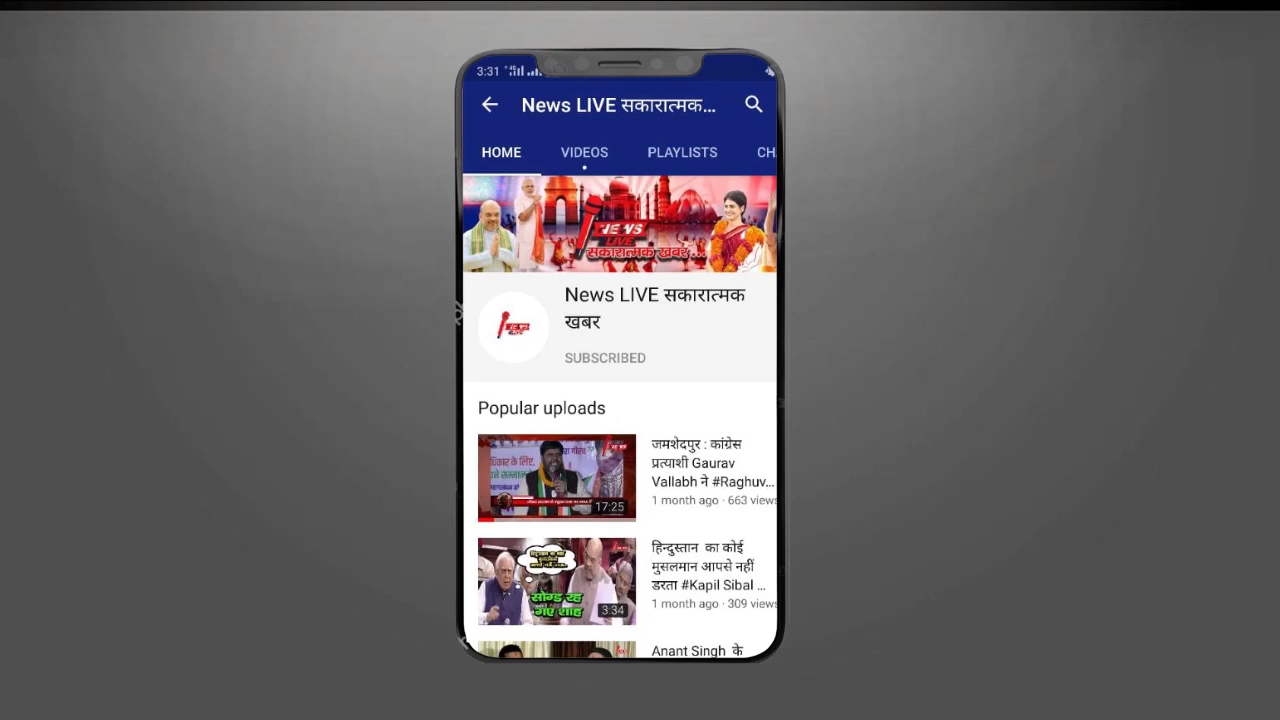 3:31
News LIVE सकारात्मक...
HOME
VIDEOS
PLAYLISTS
CH
NEWS
LIVE
सकारात्मक खबर ...
News LIVE सकारात्मक
खबर
SUBSCRIBED
Popular uploads
17:25
जमशेदपुर : कांग्रेस
प्रत्याशी Gaurav
Vallabh ने #Raghuv...
1 month ago · 663 views
सोचते रह
गए शाह
3:34
हिन्दुस्तान का कोई
मुसलमान आपसे नहीं
डरता #Kapil Sibal ...
1 month ago · 309 views
Anant Singh के